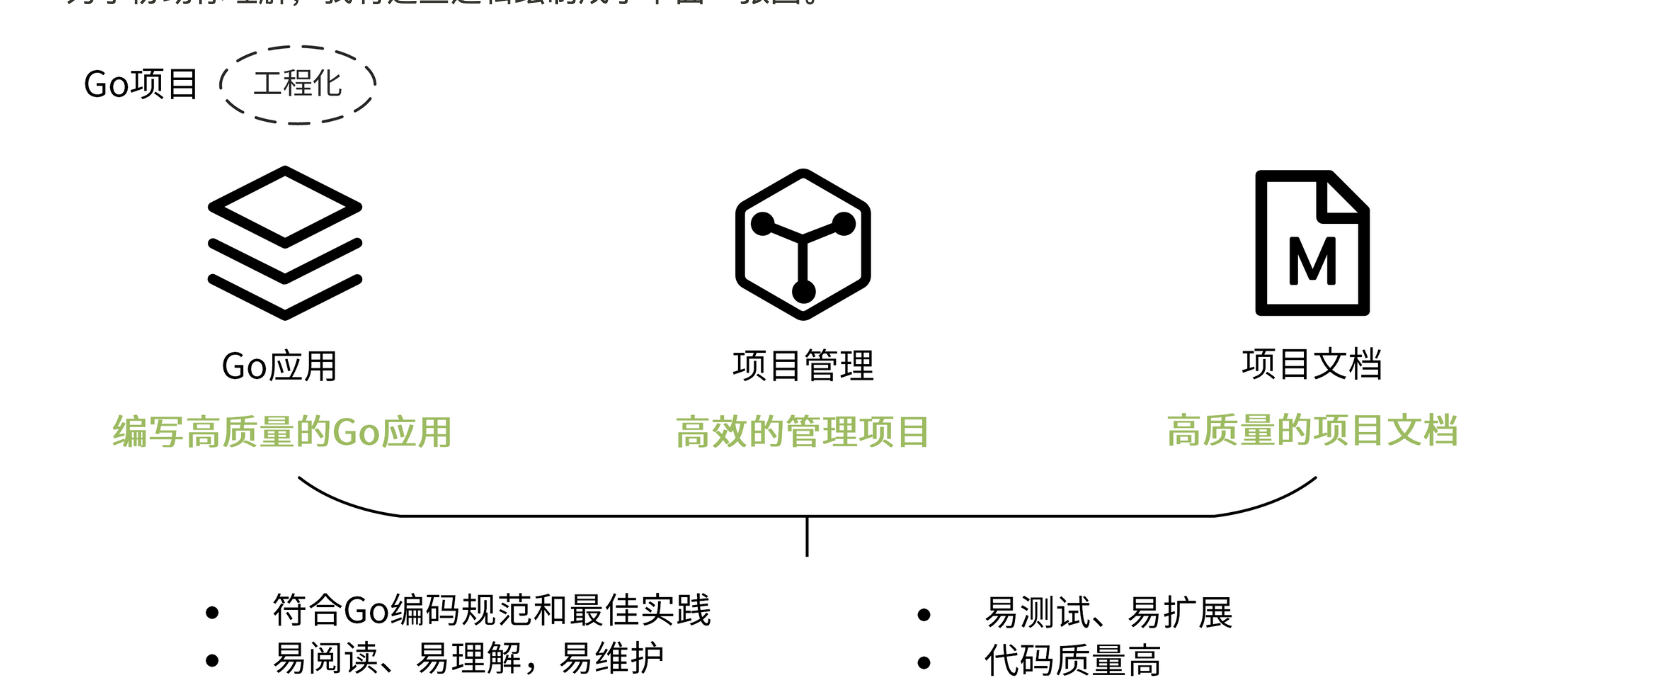 Go项目 工程化
M
Go应用 项目管理 项目文档
编写高质量的Go应用 高效的管理项目 高质量的项目文档
• 符合Go编码规范和最佳实践
• 易阅读、易理解，易维护
• 易测试、易扩展
• 代码质量高